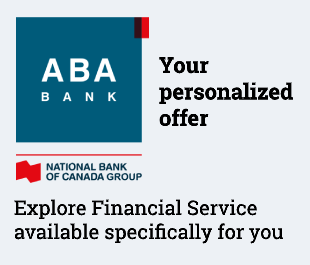 ABA
BANK
Your
personalized
offer
NATIONAL BANK
OF CANADA GROUP
Explore Financial Service
available specifically for you